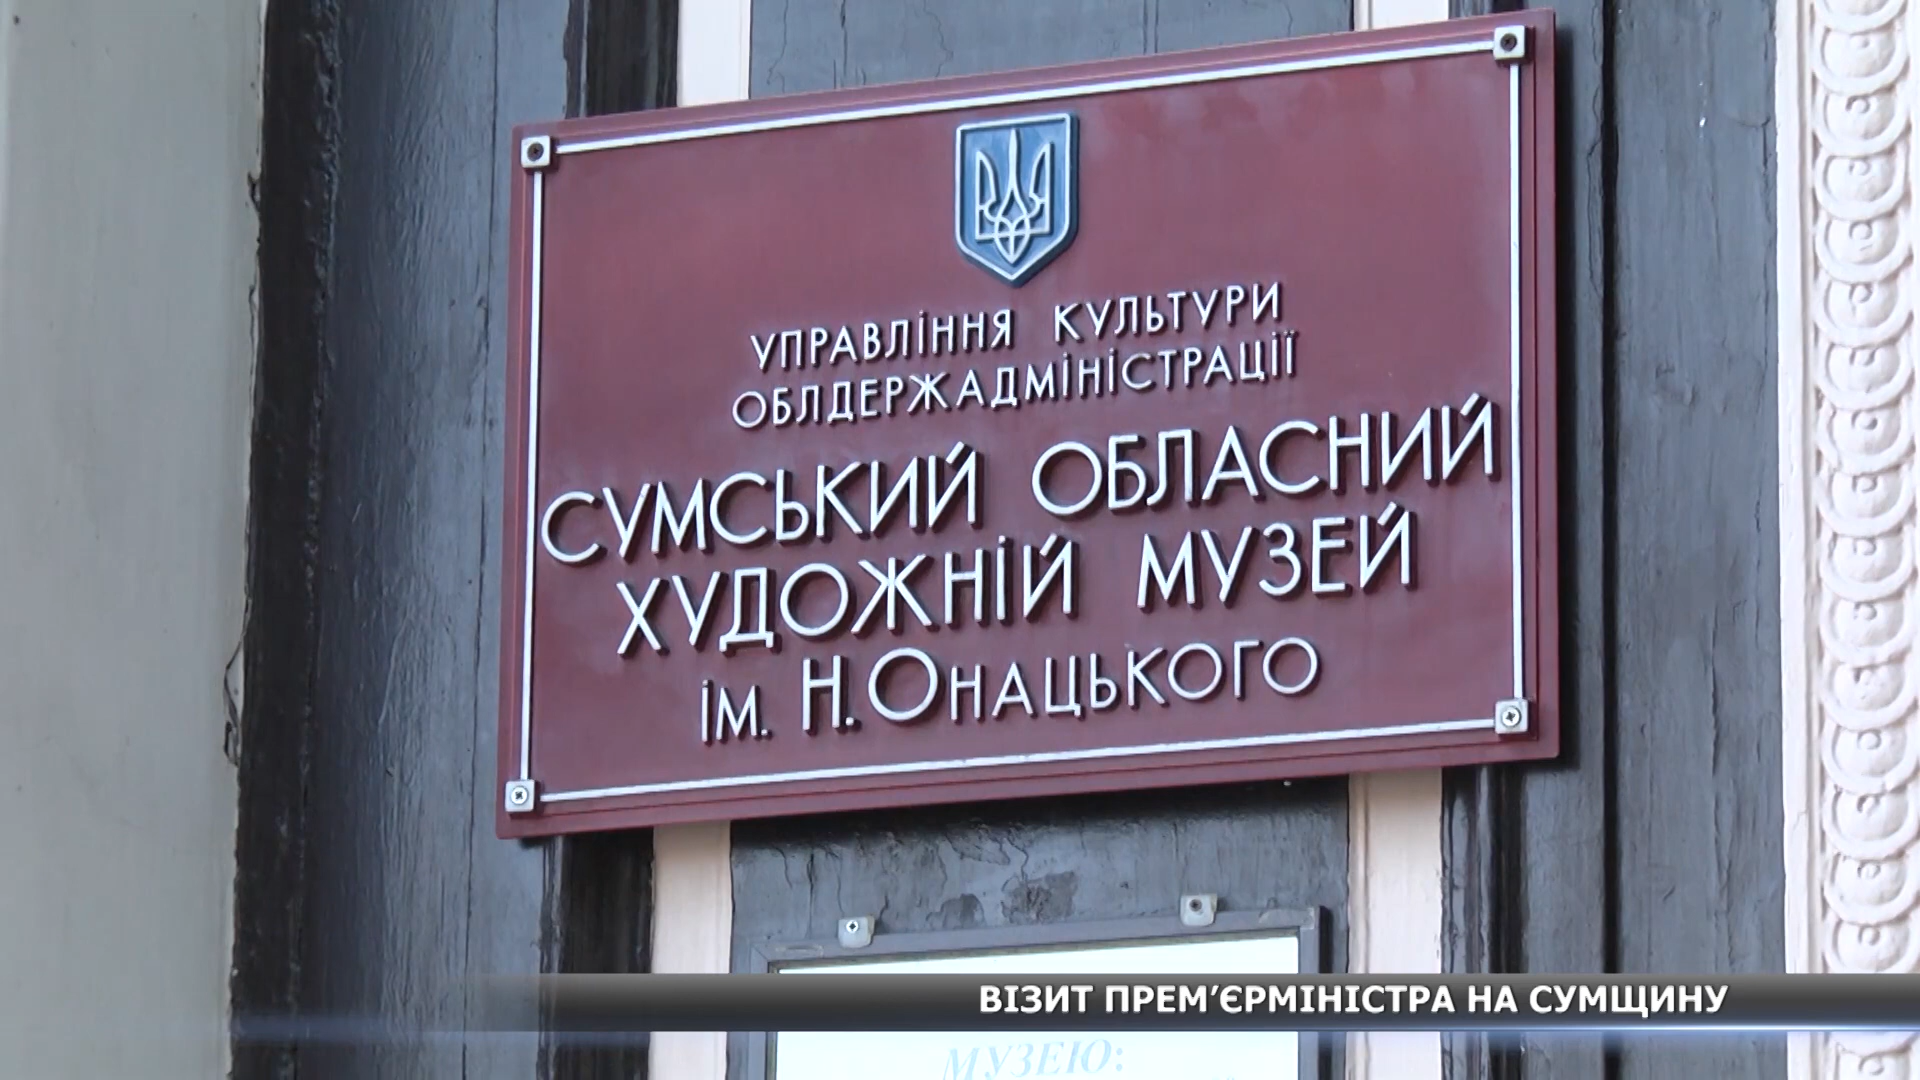 УПРАВЛІННЯ КУЛЬТУРИ
ОБЛДЕРЖАДМІНІСТРАЦІЇ
СУМСЬКИЙ ОБЛАСНИЙ
ХУДОЖНІЙ МУЗЕЙ
ІМ. Н. ОНАЦЬКОГО
ВІЗИТ ПРЕМ’ЄРМІНІСТРА НА СУМЩИНУ
МУЗЕЮ: